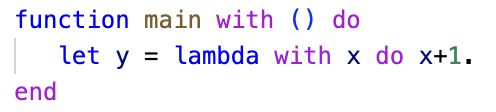 function main with () do
   let y = lambda with x do x+1.
end